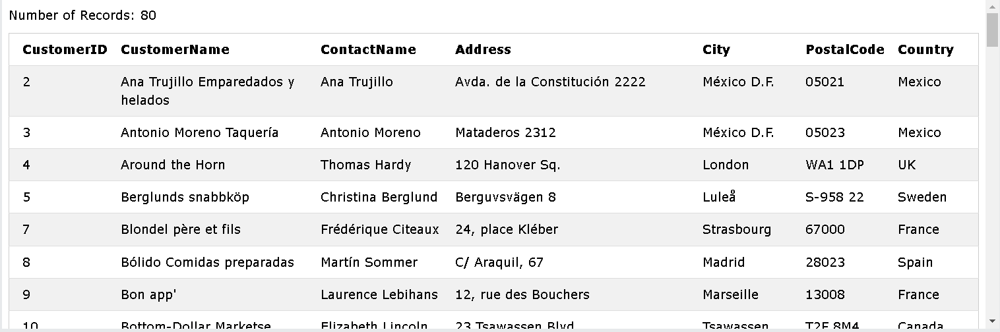 Number of Records: 80
CustomerID CustomerName ContactName Address City PostalCode Country
2 Ana Trujillo Emparedados y Ana Trujillo Avda. de la Constitución 2222 México D.F. 05021 Mexico
helados
3 Antonio Moreno Taquería Antonio Moreno Mataderos 2312 México D.F. 05023 Mexico
4 Around the Horn Thomas Hardy 120 Hanover Sq. London WA1 1DP UK
5 Berglunds snabbköp Christina Berglund Berguvsvägen 8 Luleå S-958 22 Sweden
7 Blondel père et fils Frédérique Citeaux 24, place Kléber Strasbourg 67000 France
8 Bólido Comidas preparadas Martín Sommer C/ Araquil, 67 Madrid 28023 Spain
9 Bon app' Laurence Lebihans 12, rue des Bouchers Marseille 13008 France
10 Bottom-Dollar Marketse Elizabeth Lincoln 23 Tsawassen Blvd. Tsawassen T2F 8M4 Canada